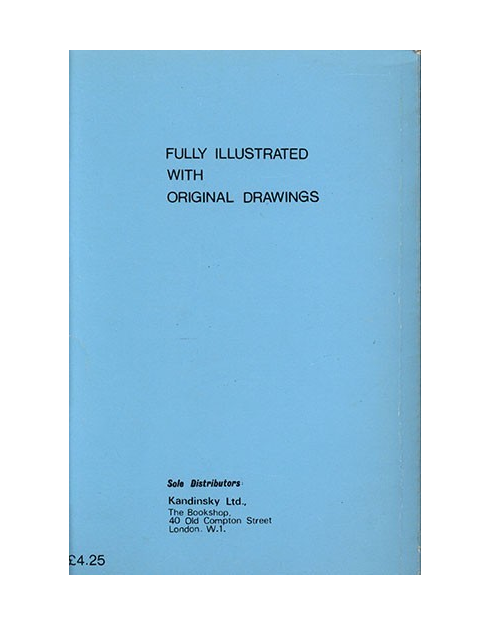 FULLY ILLUSTRATED
WITH
ORIGINAL DRAWINGS
Sole Distributors
Kandinsky Ltd.,
The Bookshop,
40 Old Compton Street
London. W.1.
£4.25